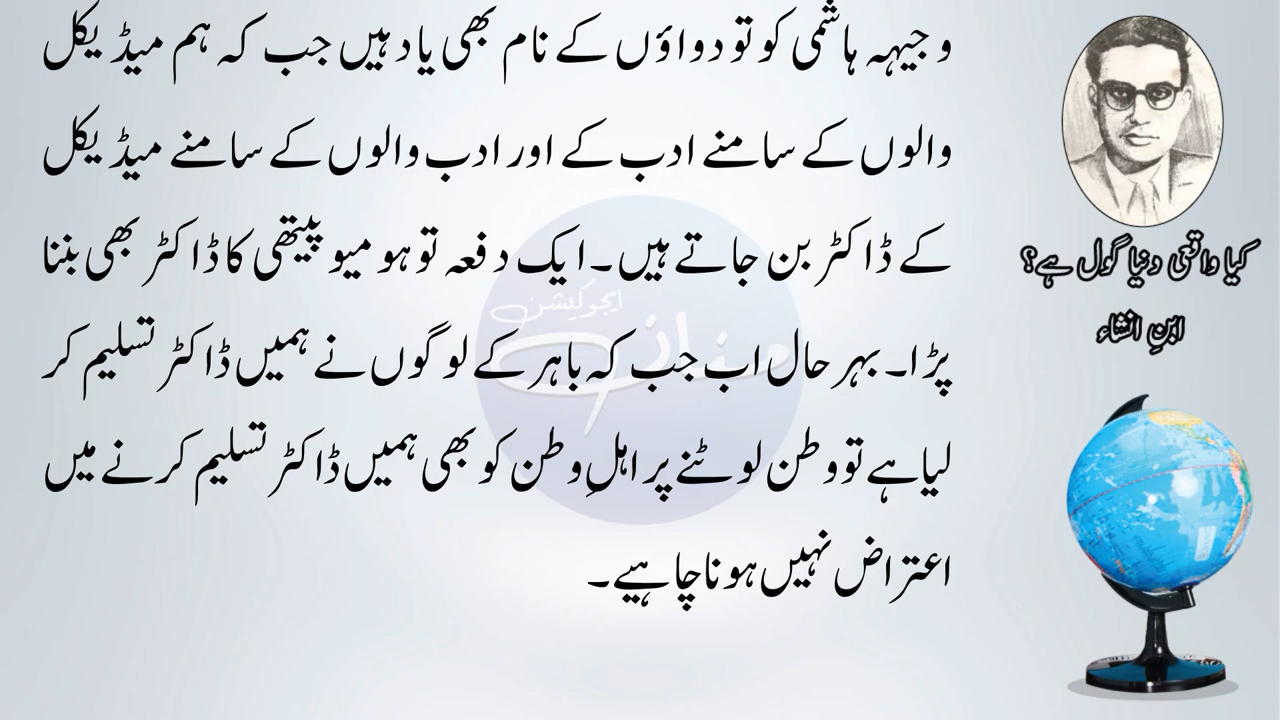 وجیہہ ہاشمی کو تو دواؤں کے نام بھی یاد ہیں جب کہ ہم میڈیکل
والوں کے سامنے ادب کے اور ادب والوں کے سامنے میڈیکل
کے ڈاکٹر بن جاتے ہیں۔ ایک دفعہ تو ہومیوپیتھی کا ڈاکٹر بھی بننا
پڑا۔ بہر حال اب جب کہ باہر کے لوگوں نے ہمیں ڈاکٹر تسلیم کر
لیا ہے تو وطن لوٹنے پر اہلِ وطن کو بھی ہمیں ڈاکٹر تسلیم کرنے میں
اعتراض نہیں ہونا چاہیے۔
کیا واقعی دنیا گول ہے؟
ابنِ انشاء
ایجوکیشن